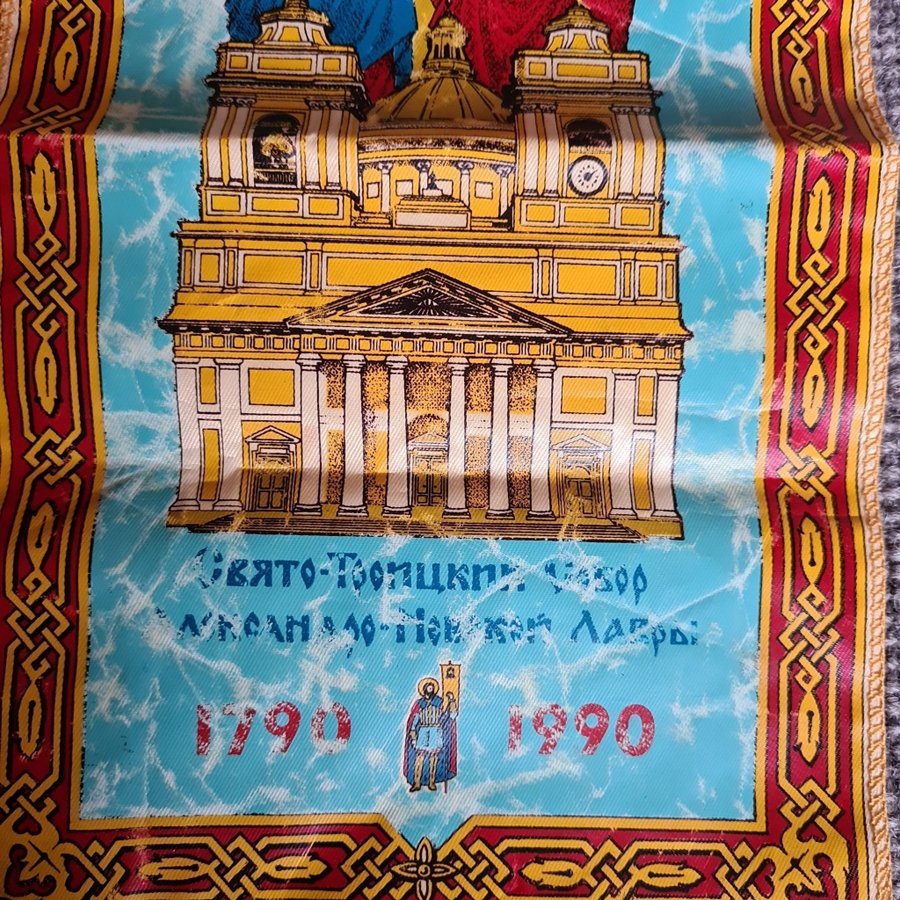 Свято-Троицкий Собор
Александро-Невской Лавры
1790 1990